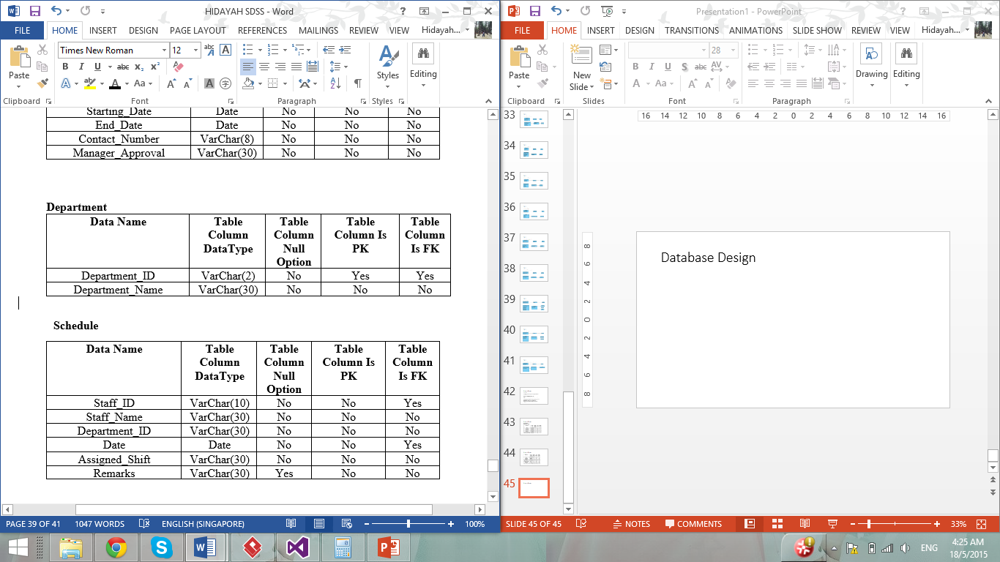 HIDAYAH SDSS - Word
FILE HOME INSERT DESIGN PAGE LAYOUT REFERENCES MAILINGS REVIEW VIEW Hidayah...
Times New Roman 12
Paste Styles Editing
Clipboard Font Paragraph Styles
Starting_Date Date No No No
End_Date Date No No No
Contact_Number VarChar(8) No No No
Manager_Approval VarChar(30) No No No
Department
Data Name Table Column DataType Table Column Null Option Table Column Is PK Table Column Is FK
Department_ID VarChar(2) No Yes Yes
Department_Name VarChar(30) No No No
Schedule
Data Name Table Column DataType Table Column Null Option Table Column Is PK Table Column Is FK
Staff_ID VarChar(10) No No Yes
Staff_Name VarChar(30) No No No
Department_ID VarChar(30) No No No
Date Date No No Yes
Assigned_Shift VarChar(30) No No No
Remarks VarChar(30) Yes No No
PAGE 39 OF 41 1047 WORDS ENGLISH (SINGAPORE) 100%
Presentation1 - PowerPoint
FILE HOME INSERT DESIGN TRANSITIONS ANIMATIONS SLIDE SHOW REVIEW VIEW Hidayah...
28
Paste New Slide Drawing Editing
Clipboard Slides Font Paragraph
16 14 12 10 8 6 4 2 0 2 4 6 8 10 12 14 16
33
34
35
36
37
38
39
40
41
42
43
44
45
8 6 4 2 0 2 4 6 8
Database Design
SLIDE 45 OF 45 NOTES COMMENTS 33%
ENG
4:25 AM
18/5/2015